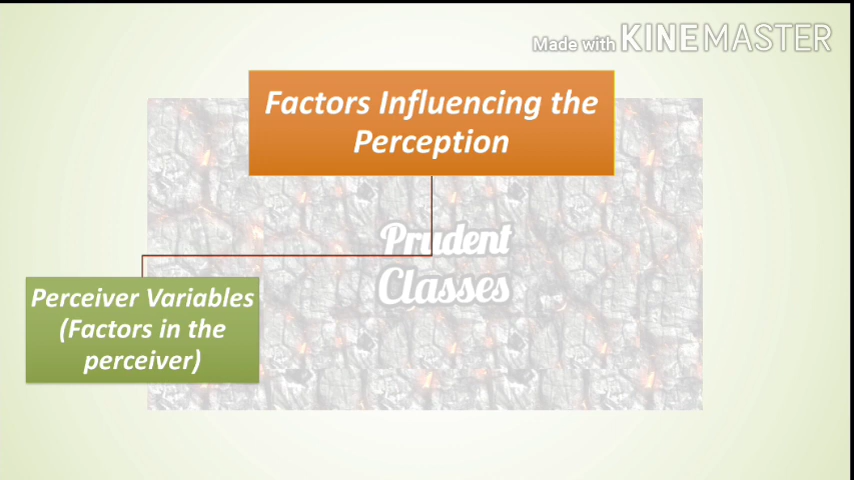 Made with KINEMASTER
Factors Influencing the
Perception
Prudent
Classes
Perceiver Variables
(Factors in the
perceiver)